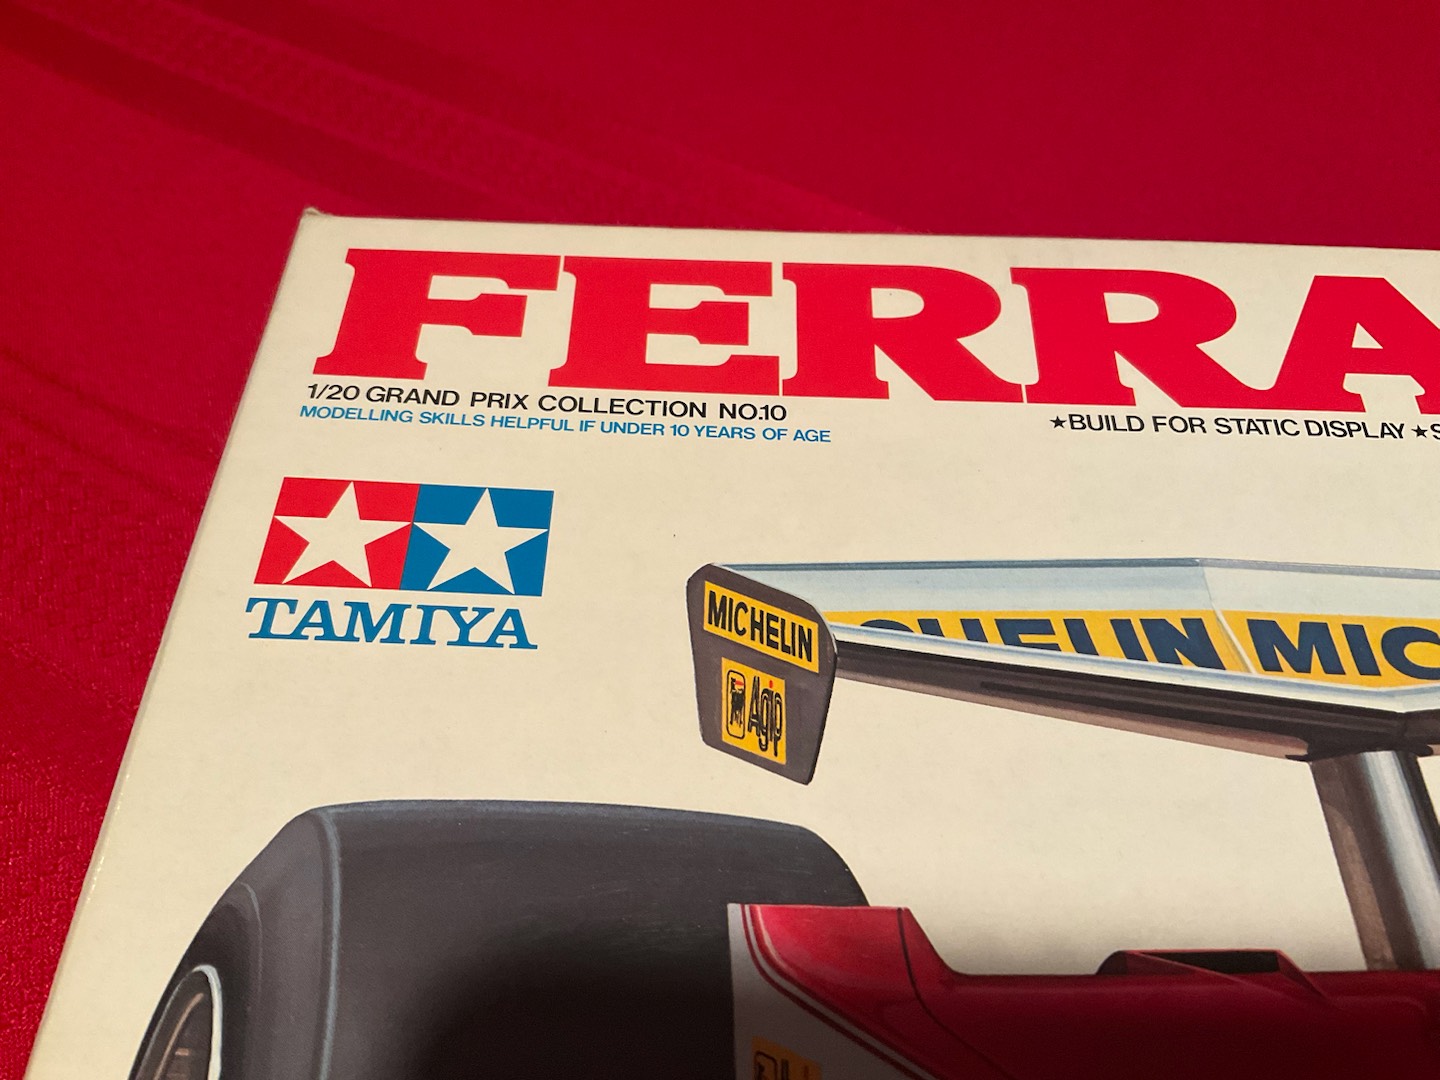 FERRA
1/20 GRAND PRIX COLLECTION NO.10
MODELLING SKILLS HELPFUL IF UNDER 10 YEARS OF AGE
★BUILD FOR STATIC DISPLAY ★S
TAMIYA
MICHELIN
Agip
CHELIN MIC